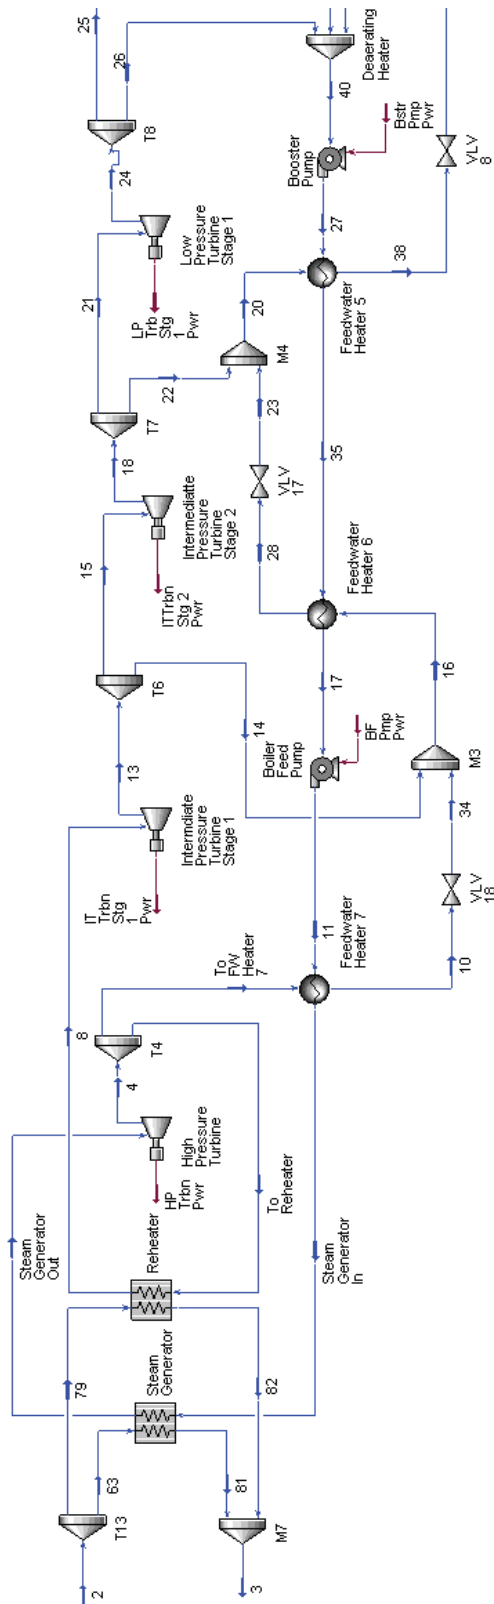 2
T13
63
79
Steam
Generator
Out
Steam
Generator
81
M7
3
82
Reheater
To
Reheater
Steam
Generator
In
HP
Trbn
Pwr
High
Pressure
Turbine
4
T4
8
To
FW
Heater
7
11
Feedwater
Heater 7
10
VLV
18
34
M3
16
IT
Trbn
Stg
1
Pwr
Intermdiate
Pressure
Turbine
Stage 1
13
T6
14
15
Boiler
Feed
Pump
BF
Pmp
Pwr
17
Feedwater
Heater 6
ITTrbn
Stg 2
Pwr
Intermediatte
Pressure
Turbine
Stage 2
18
T7
22
21
28
VLV
17
23
M4
20
35
Feedwater
Heater 5
38
VLV
8
LP
Trb
Stg
1
Pwr
Low
Pressure
Turbine
Stage 1
24
T8
25
26
27
Booster
Pump
Bstr
Pmp
Pwr
40
Deaerating
Heater